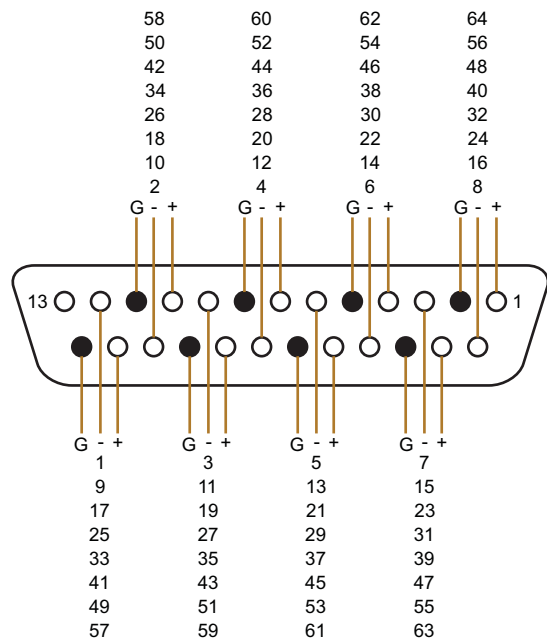 58 60 62 64
50 52 54 56
42 44 46 48
34 36 38 40
26 28 30 32
18 20 22 24
10 12 14 16
2 4 6 8
G - + G - + G - + G - +
13 1
G - + G - + G - + G - +
1 3 5 7
9 11 13 15
17 19 21 23
25 27 29 31
33 35 37 39
41 43 45 47
49 51 53 55
57 59 61 63